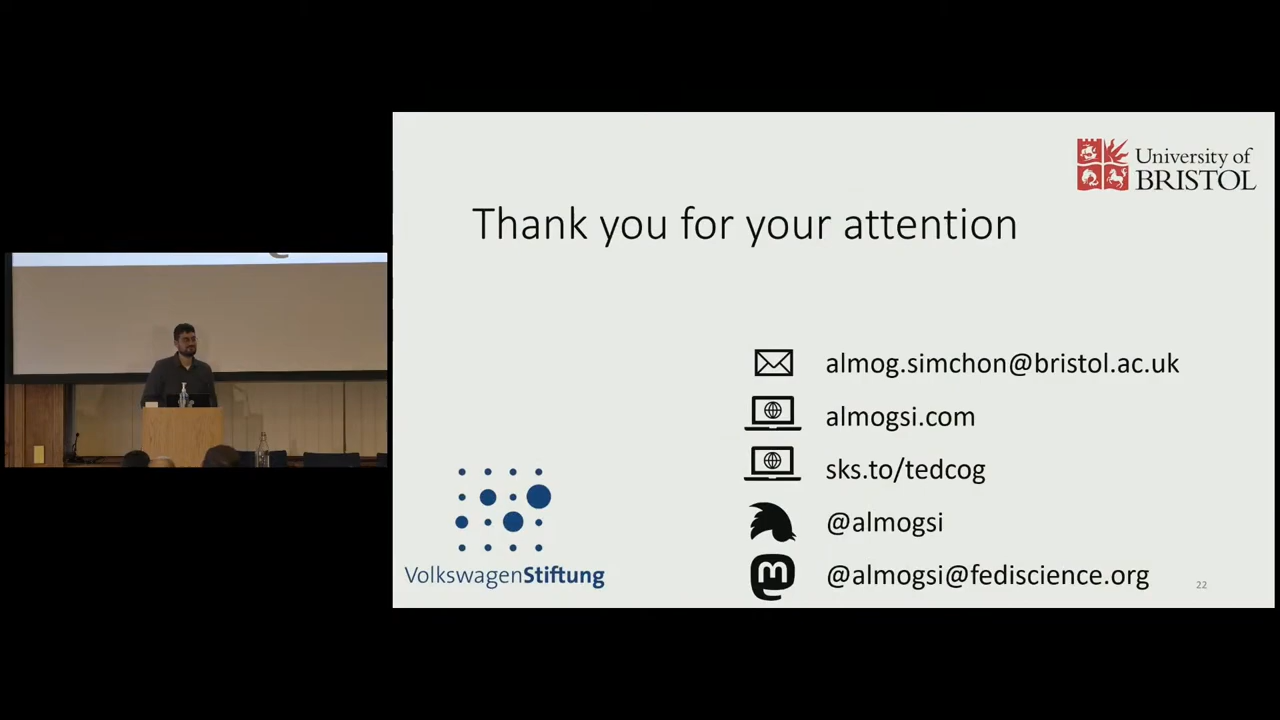 University of
BRISTOL
Thank you for your attention
almog.simchon@bristol.ac.uk
almogsi.com
sks.to/tedcog
@almogsi
@almogsi@fediscience.org
VolkswagenStiftung
22